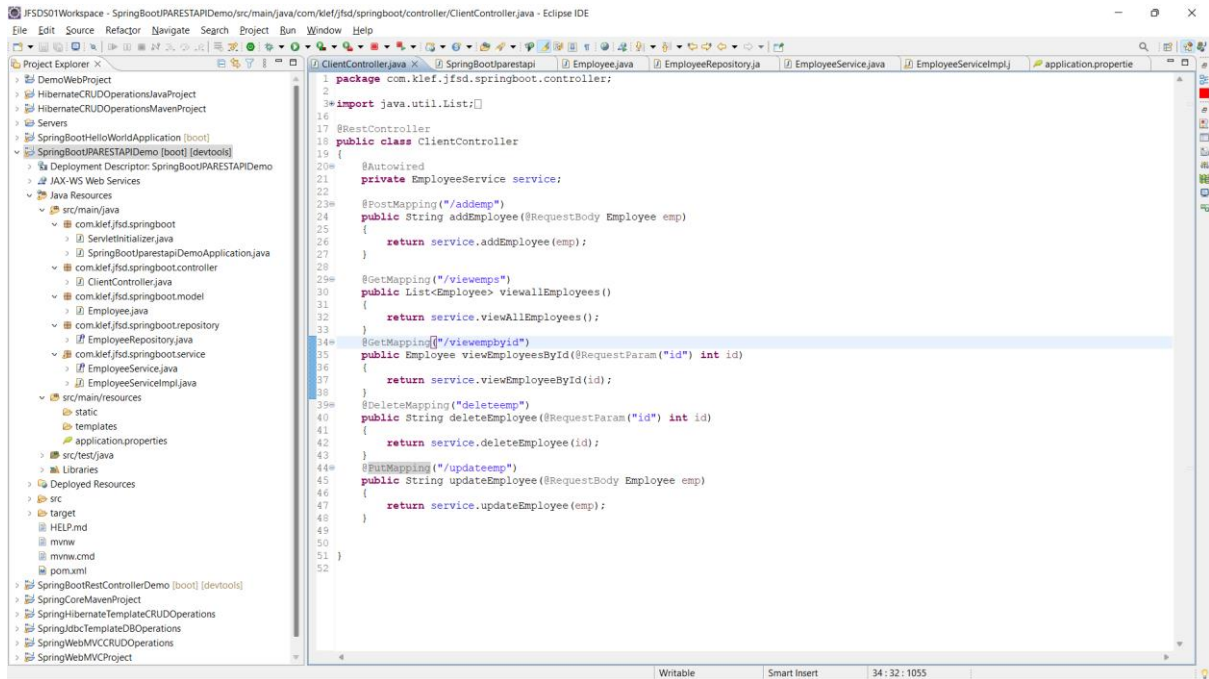 JFSDS01Workspace - SpringBootJPARESTAPIDemo/src/main/java/com/klef/jfsd/springboot/controller/ClientController.java - Eclipse IDE
File Edit Source Refactor Navigate Search Project Run Window Help
Project Explorer
DemoWebProject
HibernateCRUDOperationsJavaProject
HibernateCRUDOperationsMavenProject
Servers
SpringBootHelloWorldApplication [boot]
SpringBootJPARESTAPIDemo [boot] [devtools]
Deployment Descriptor: SpringBootJPARESTAPIDemo
JAX-WS Web Services
Java Resources
src/main/java
com.klef.jfsd.springboot
ServletInitializer.java
SpringBootJparestapiDemoApplication.java
com.klef.jfsd.springboot.controller
ClientController.java
com.klef.jfsd.springboot.model
Employee.java
com.klef.jfsd.springboot.repository
EmployeeRepository.java
com.klef.jfsd.springboot.service
EmployeeService.java
EmployeeServiceImpl.java
src/main/resources
static
templates
application.properties
src/test/java
Libraries
Deployed Resources
src
target
HELP.md
mvnw
mvnw.cmd
pom.xml
SpringBootRestControllerDemo [boot] [devtools]
SpringCoreMavenProject
SpringHibernateTemplateCRUDOperations
SpringJdbcTemplateDBOperations
SpringWebMVCCRUDOperations
SpringWebMVCProject
ClientController.java SpringBootJparestapi Employee.java EmployeeRepository.ja EmployeeService.java EmployeeServiceImpl.j application.propertie
1 package com.klef.jfsd.springboot.controller;
2
3 import java.util.List;
16
17 @RestController
18 public class ClientController
19 {
20 @Autowired
21 private EmployeeService service;
22
23 @PostMapping("/addemp")
24 public String addEmployee(@RequestBody Employee emp)
25 {
26 return service.addEmployee(emp);
27 }
28
29 @GetMapping("/viewemps")
30 public List<Employee> viewallEmployees()
31 {
32 return service.viewAllEmployees();
33 }
34 @GetMapping("/viewempbyid")
35 public Employee viewEmployeesById(@RequestParam("id") int id)
36 {
37 return service.viewEmployeeById(id);
38 }
39 @DeleteMapping("deleteemp")
40 public String deleteEmployee(@RequestParam("id") int id)
41 {
42 return service.deleteEmployee(id);
43 }
44 @PutMapping("/updateemp")
45 public String updateEmployee(@RequestBody Employee emp)
46 {
47 return service.updateEmployee(emp);
48 }
49
50
51 }
52
Writable Smart Insert 34 : 32 : 1055